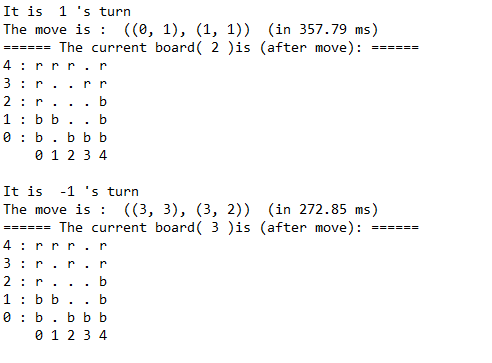 It is  1 's turn
The move is :  ((0, 1), (1, 1))  (in 357.79 ms)
====== The current board( 2 )is (after move): ======
4 : r r r . r
3 : r . . r r
2 : r . . . b
1 : b b . . b
0 : b . b b b
    0 1 2 3 4
It is  -1 's turn
The move is :  ((3, 3), (3, 2))  (in 272.85 ms)
====== The current board( 3 )is (after move): ======
4 : r r r . r
3 : r . r . r
2 : r . . . b
1 : b b . . b
0 : b . b b b
    0 1 2 3 4